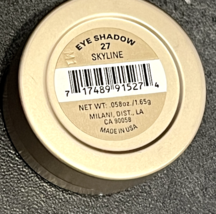 EYE SHADOW
27
SKYLINE
7 17489 91527 4
NET WT: .058oz./1.65g
MILANI, DIST., LA
CA 90058
MADE IN USA